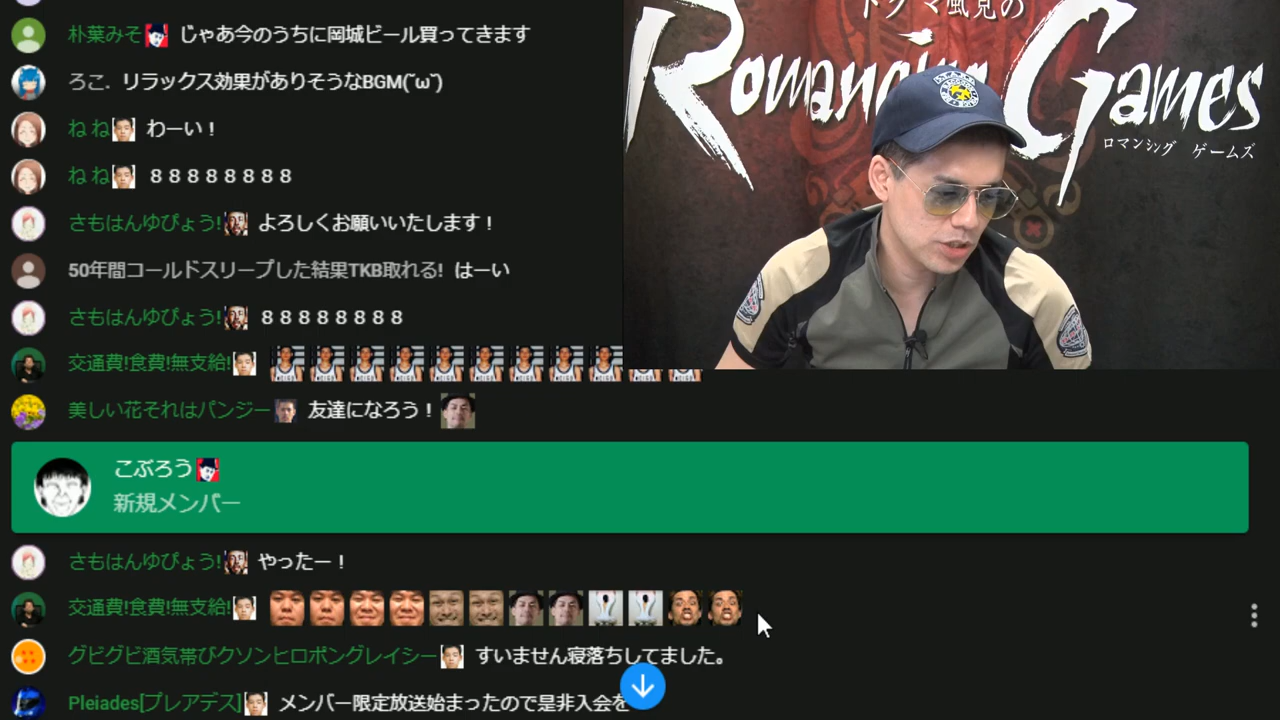 朴葉みそ じゃあ今のうちに岡城ビール買ってきます
ろこ. リラックス効果がありそうなBGM(˘ω˘)
ね ね わーい！
ね ね ８８８８８８８８
さもはんゆぴょう! よろしくお願いいたします！
50年間コールドスリープした結果TKB取れる! はーい
さもはんゆぴょう! ８８８８８８８８
交通費!食費!無支給!
美しい花それはパンジー 友達になろう！
こぶろう
新規メンバー
さもはんゆぴょう! やったー！
交通費!食費!無支給!
グビグビ酒気帯びクソンヒロポングレイシー すいません寝落ちしてました。
Pleiades[プレアデス] メンバー限定放送始まったので是非入会を
ドグマ風見の
Romancing Games
ロマンシング ゲームズ